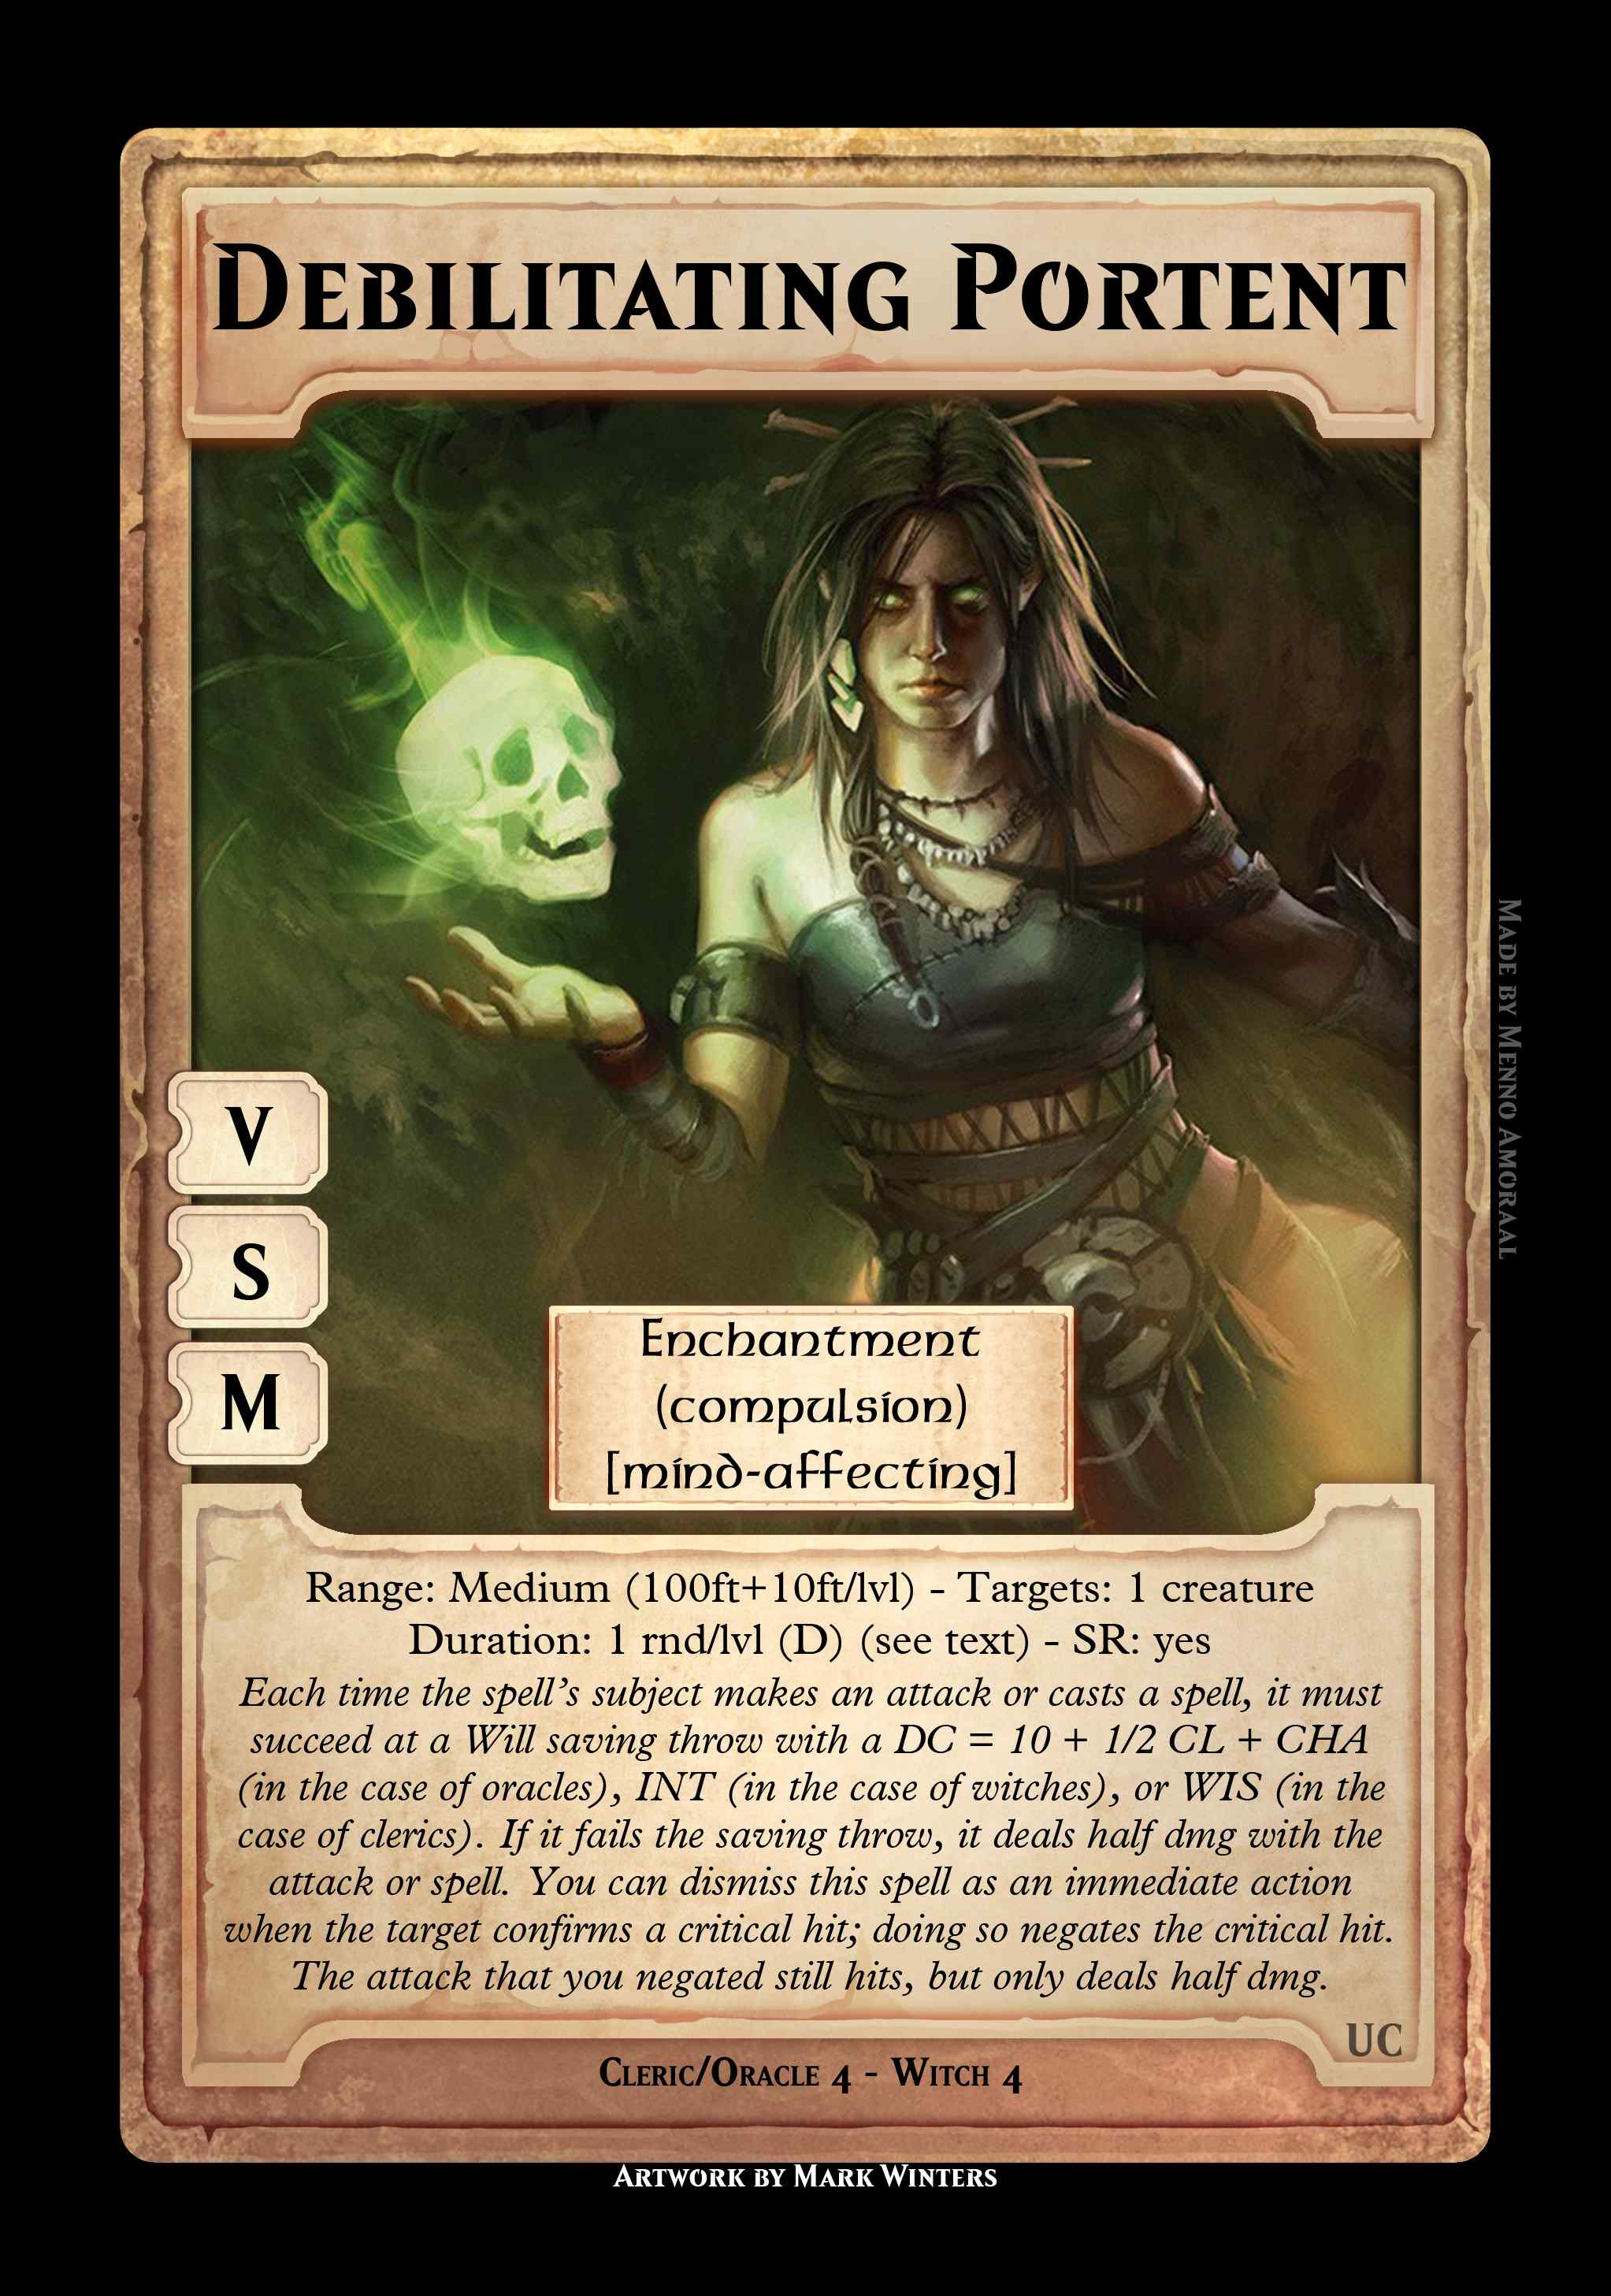 Debilitating Portent
V
S
M
Enchantment
(compulsion)
[mind-affecting]
Range: Medium (100ft+10ft/lvl) - Targets: 1 creature
Duration: 1 rnd/lvl (D) (see text) - SR: yes
Each time the spell's subject makes an attack or casts a spell, it must
succeed at a Will saving throw with a DC = 10 + 1/2 CL + CHA
(in the case of oracles), INT (in the case of witches), or WIS (in the
case of clerics). If it fails the saving throw, it deals half dmg with the
attack or spell. You can dismiss this spell as an immediate action
when the target confirms a critical hit; doing so negates the critical hit.
The attack that you negated still hits, but only deals half dmg.
UC
Cleric/Oracle 4 - Witch 4
Artwork by Mark Winters
Made by Menno Amoraal